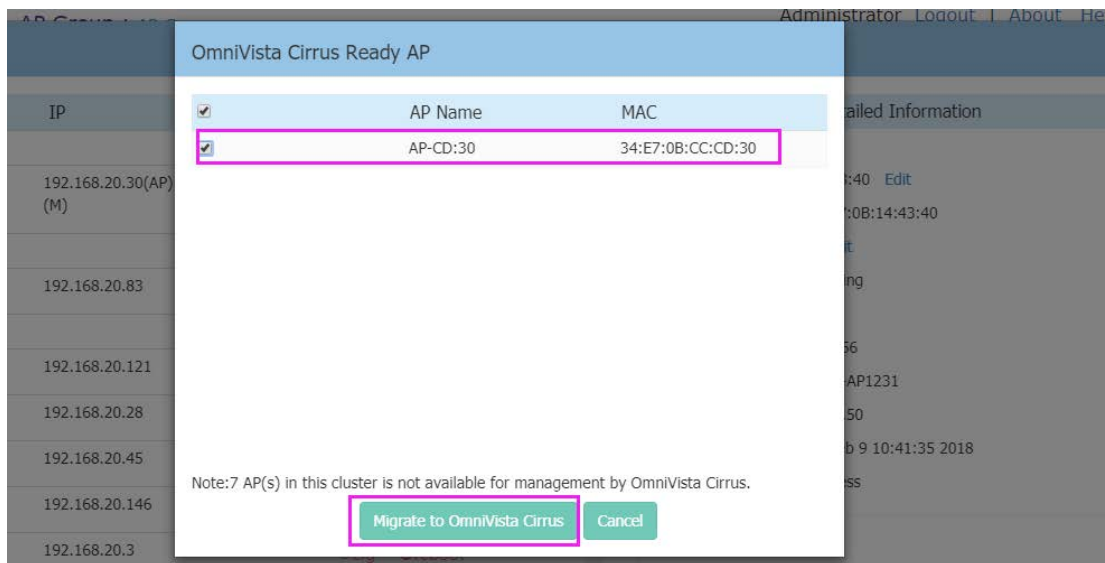 Administrator Logout | About He
OmniVista Cirrus Ready AP
IP
AP Name MAC
ailed Information
AP-CD:30 34:E7:0B:CC:CD:30
192.168.20.30(AP)
(M)
:40 Edit
:0B:14:43:40
it
192.168.20.83
ing
56
192.168.20.121
-AP1231
192.168.20.28
.50
192.168.20.45
b 9 10:41:35 2018
Note:7 AP(s) in this cluster is not available for management by OmniVista Cirrus.
ss
192.168.20.146
Migrate to OmniVista Cirrus Cancel
192.168.20.3